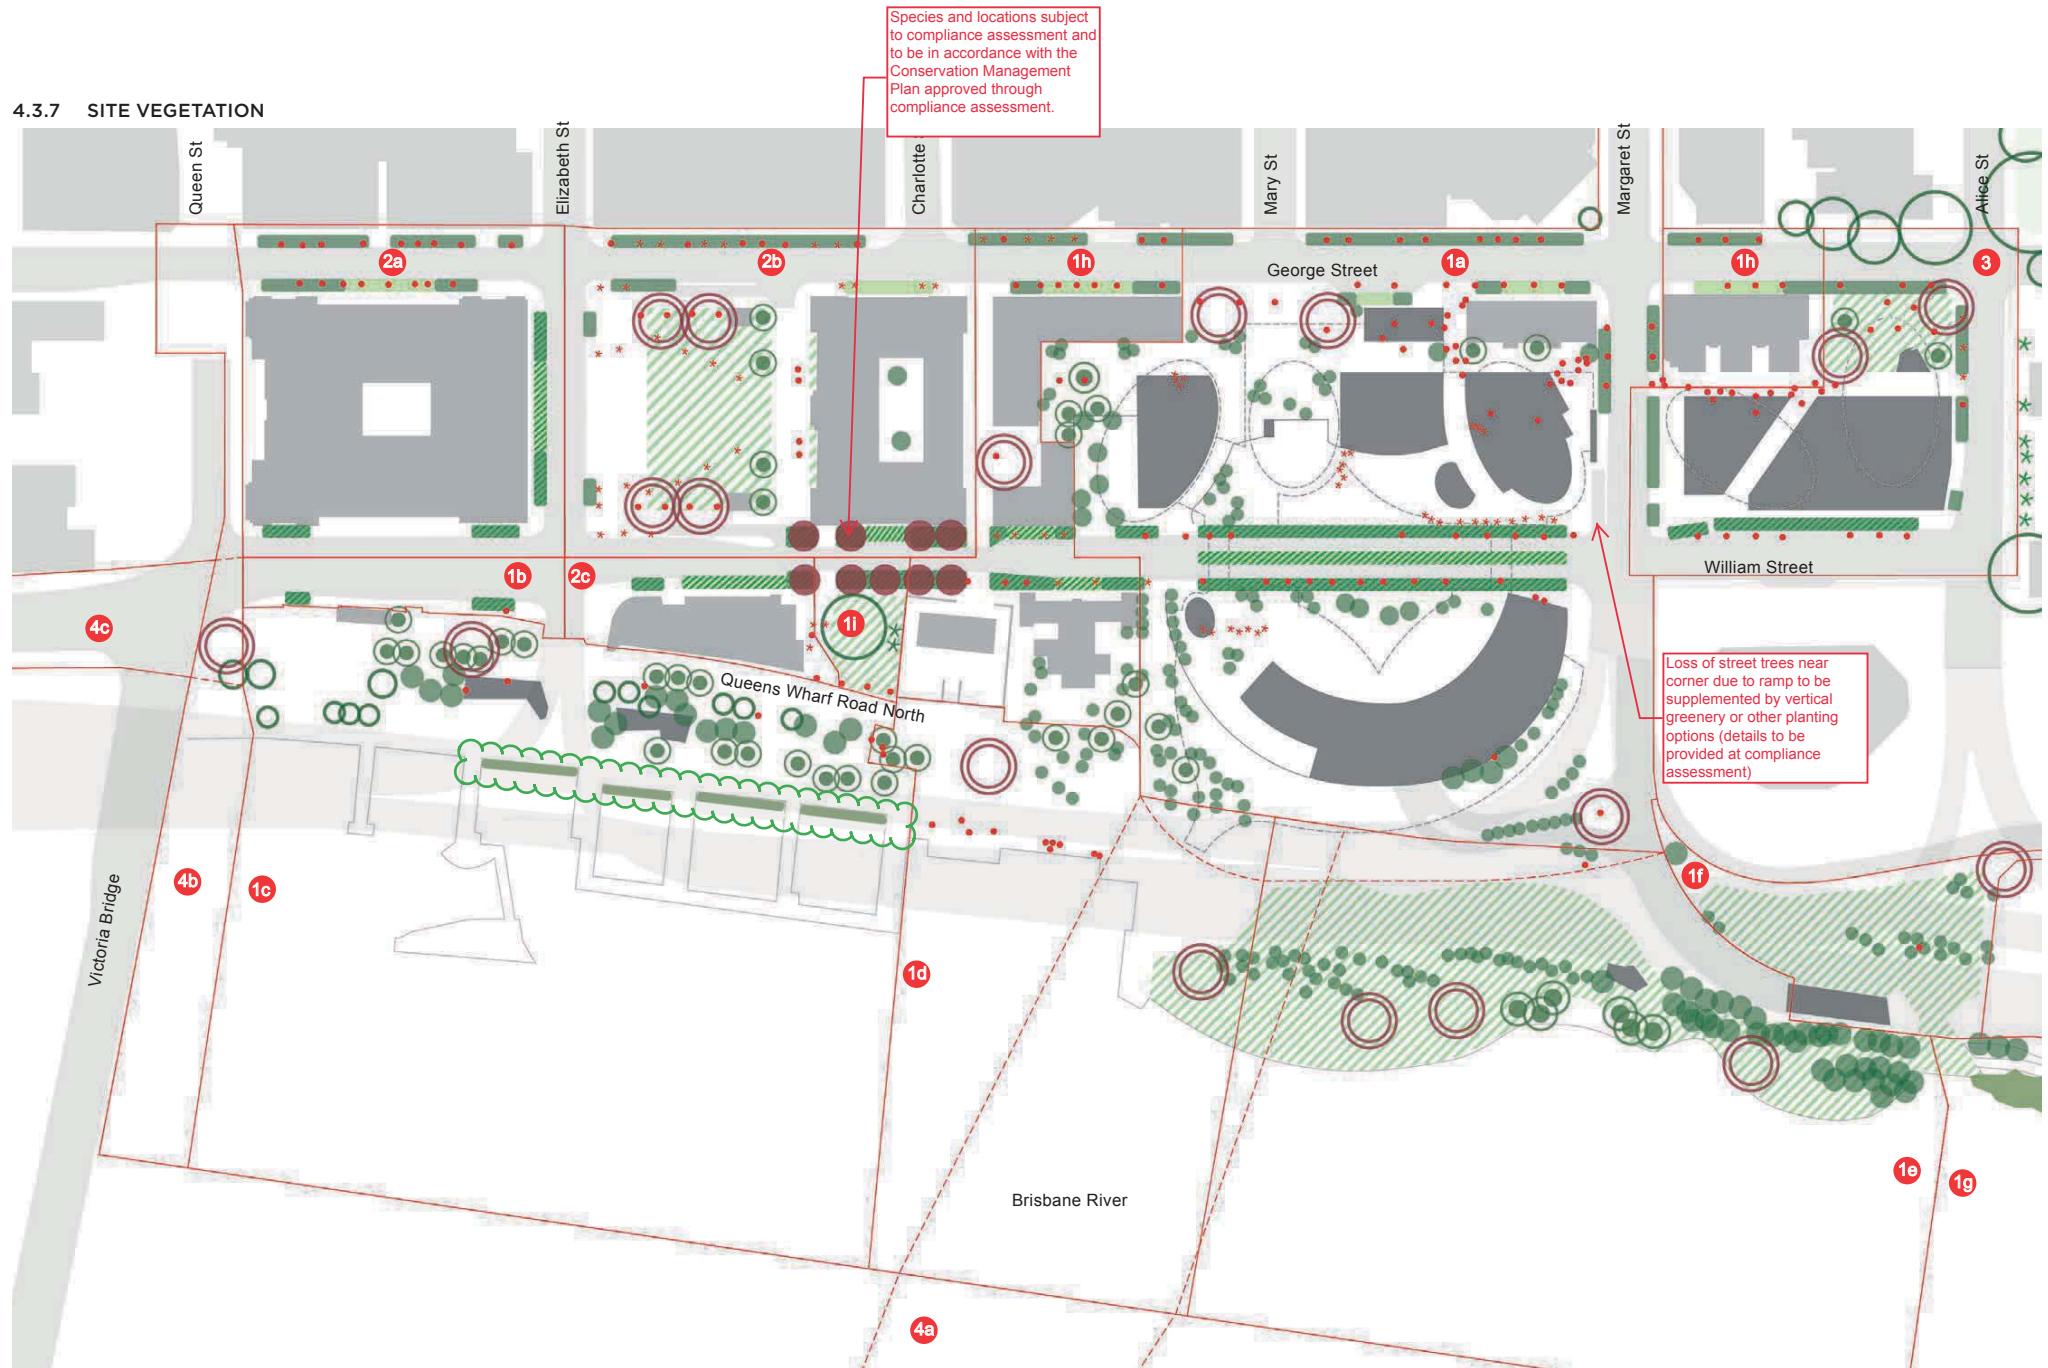 Species and locations subject
to compliance assessment and
to be in accordance with the
Conservation Management
Plan approved through
compliance assessment.
4.3.7 SITE VEGETATION
Queen St
Elizabeth St
Charlotte
Mary St
Margaret St
Alice St
2a
2b
1h
George Street
1a
1h
3
1b
2c
William Street
4c
1i
Queens Wharf Road North
Loss of street trees near
corner due to ramp to be
supplemented by vertical
greenery or other planting
options (details to be
provided at compliance
assessment)
Victoria Bridge
4b
1c
1f
1d
1e
1g
Brisbane River
4a